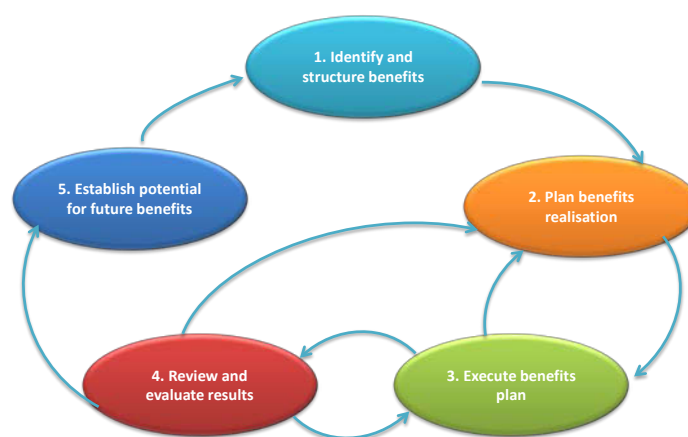 1. Identify and
structure benefits
2. Plan benefits
realisation
3. Execute benefits
plan
4. Review and
evaluate results
5. Establish potential
for future benefits